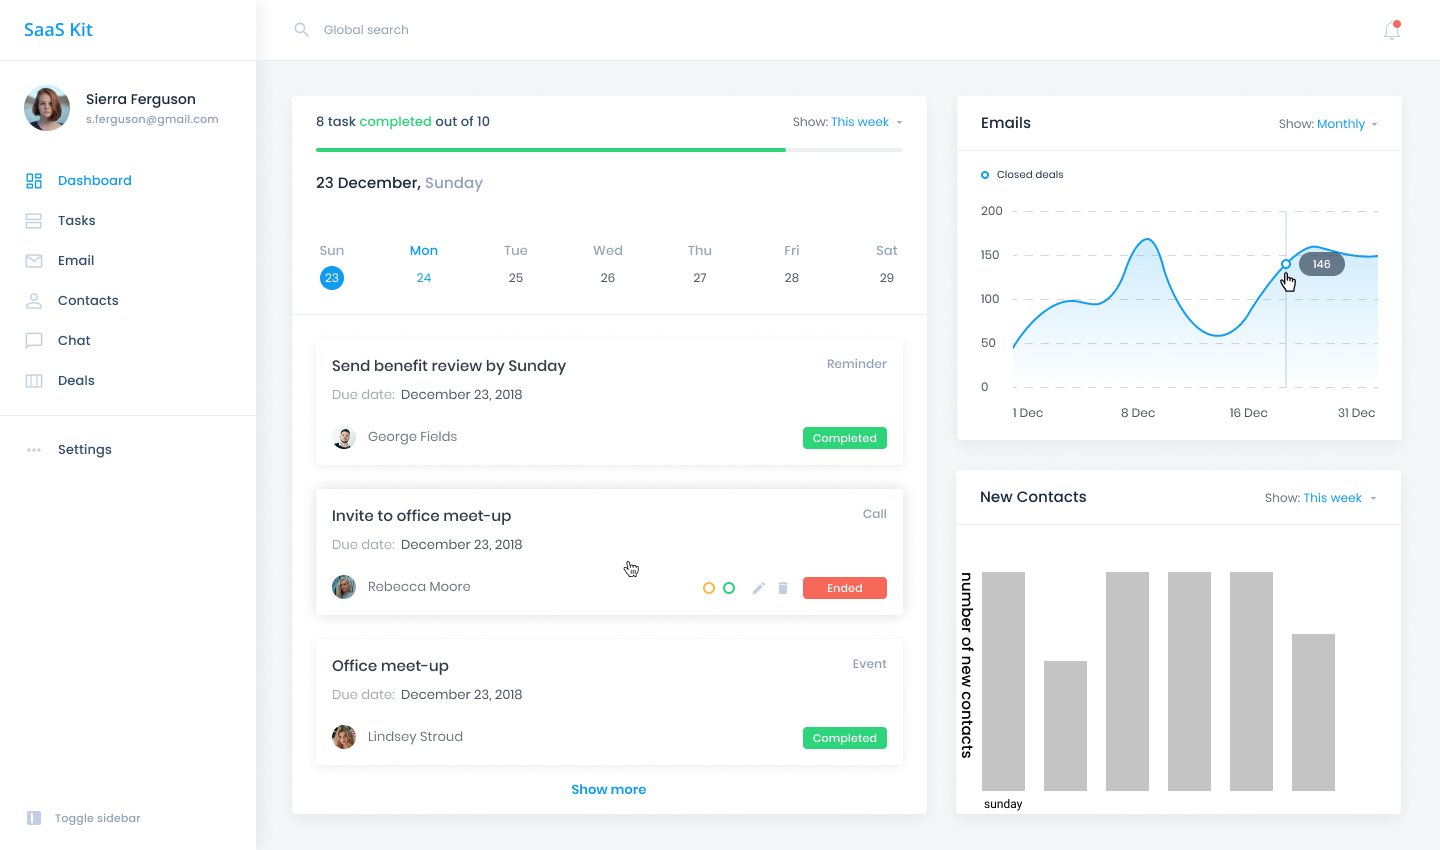 SaaS Kit
Global search
Sierra Ferguson
s.ferguson@gmail.com
Dashboard
Tasks
Email
Contacts
Chat
Deals
Settings
Toggle sidebar
8 task completed out of 10
Show: This week
23 December, Sunday
Sun Mon Tue Wed Thu Fri Sat
23 24 25 26 27 28 29
Send benefit review by Sunday
Reminder
Due date: December 23, 2018
George Fields
Completed
Invite to office meet-up
Call
Due date: December 23, 2018
Rebecca Moore
Ended
Office meet-up
Event
Due date: December 23, 2018
Lindsey Stroud
Completed
Show more
Emails
Show: Monthly
Closed deals
200
150
146
100
50
0
1 Dec 8 Dec 16 Dec 31 Dec
New Contacts
Show: This week
number of new contacts
sunday